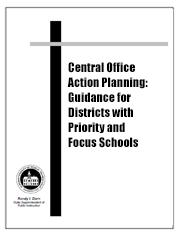 Central Office
Action Planning:
Guidance for
Districts with
Priority and
Focus Schools
Randy I. Dorn
State Superintendent of
Public Instruction